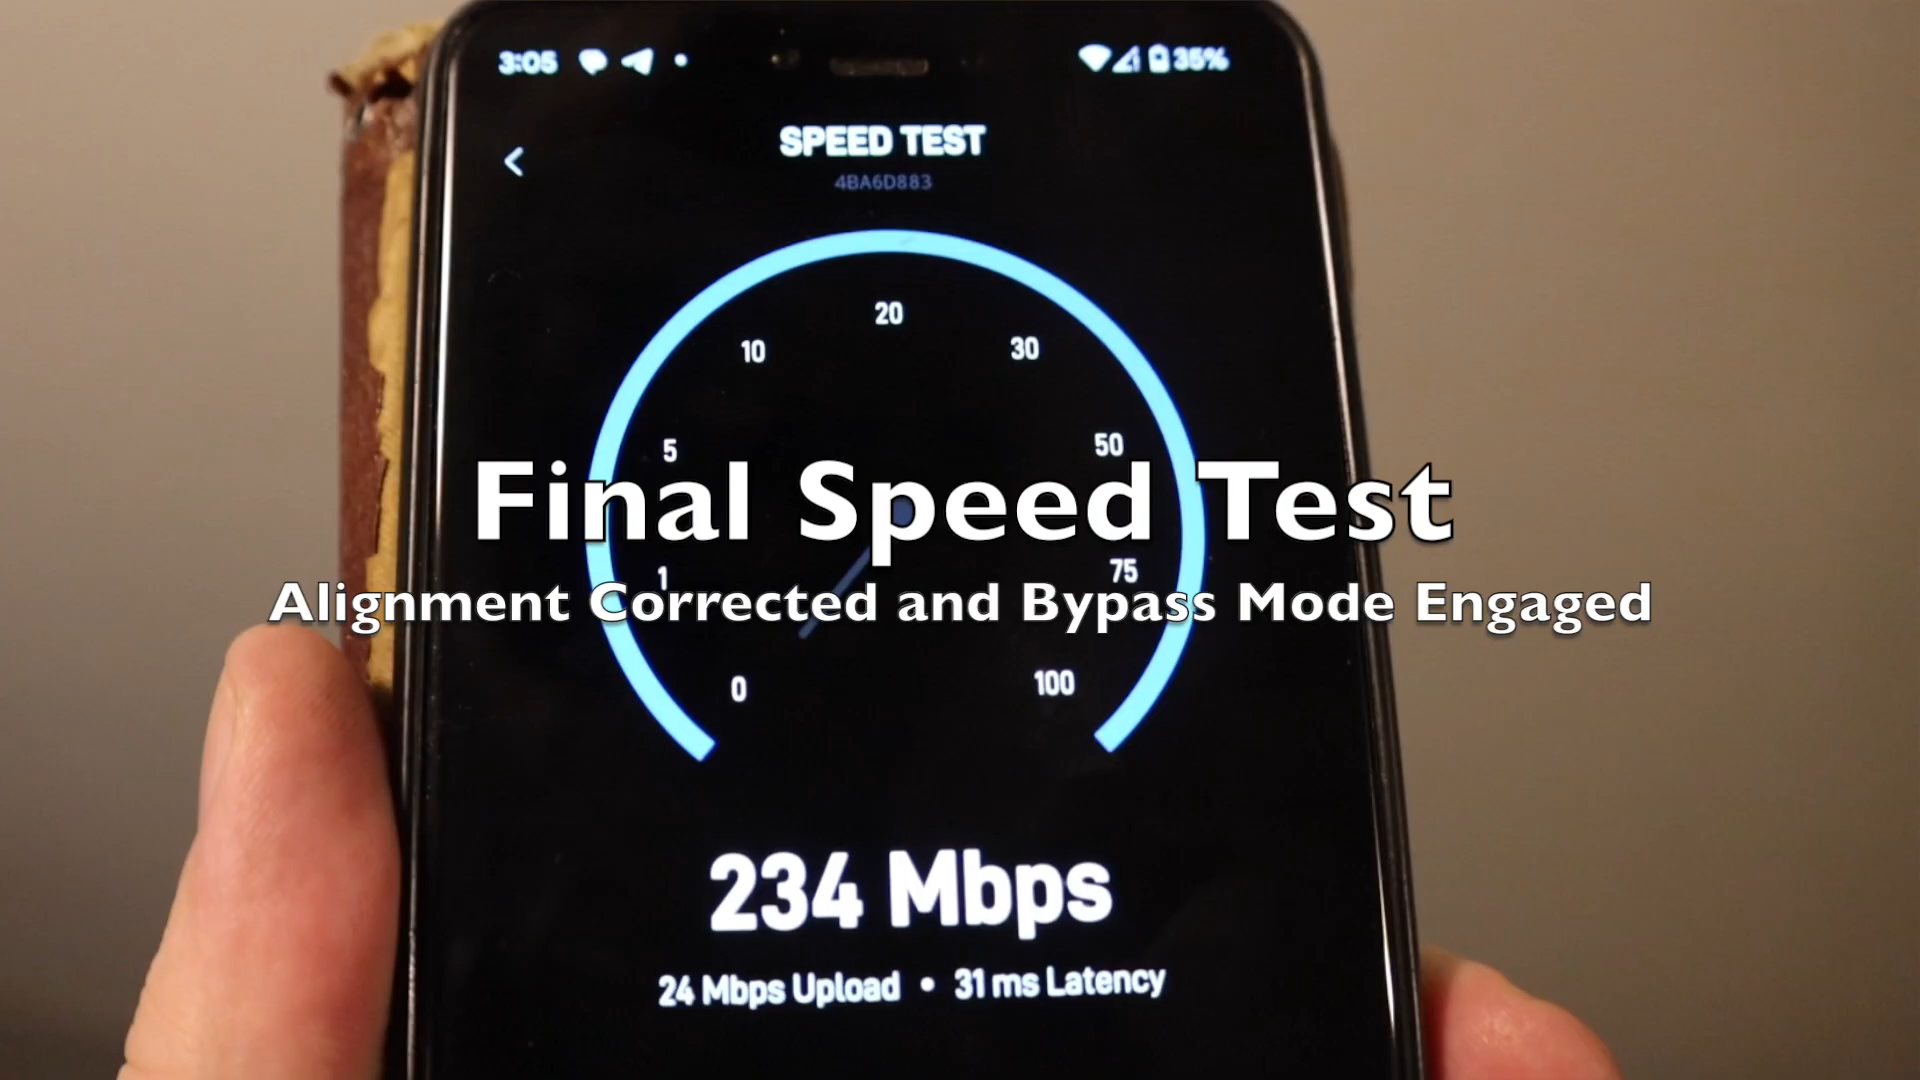 3:05 35%
SPEED TEST
4BA6D883
20
10 30
5 50
Final Speed Test
1 75
Alignment Corrected and Bypass Mode Engaged
0 100
234 Mbps
24 Mbps Upload • 31 ms Latency